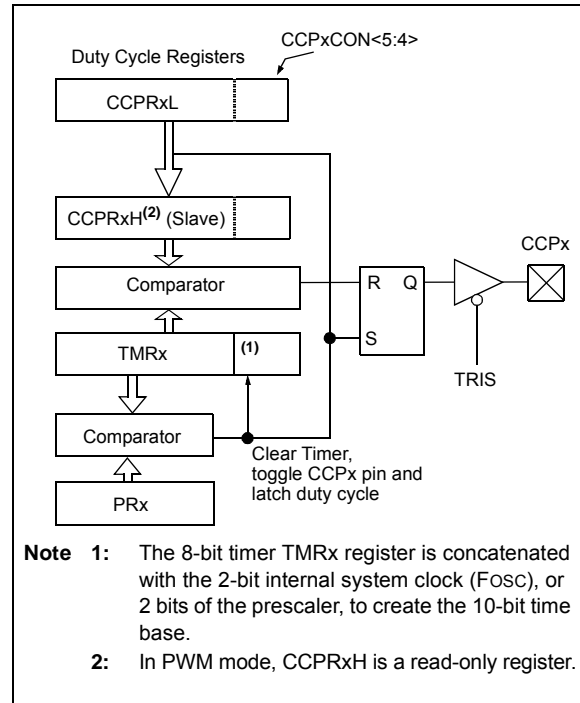 CCPxCON<5:4>
Duty Cycle Registers
CCPRxL
CCPRxH(2) (Slave)
CCPx
Comparator
R Q
TMRx
(1)
S
TRIS
Comparator
Clear Timer,
toggle CCPx pin and
latch duty cycle
PRx
Note 1: The 8-bit timer TMRx register is concatenated
with the 2-bit internal system clock (FOSC), or
2 bits of the prescaler, to create the 10-bit time
base.
2: In PWM mode, CCPRxH is a read-only register.